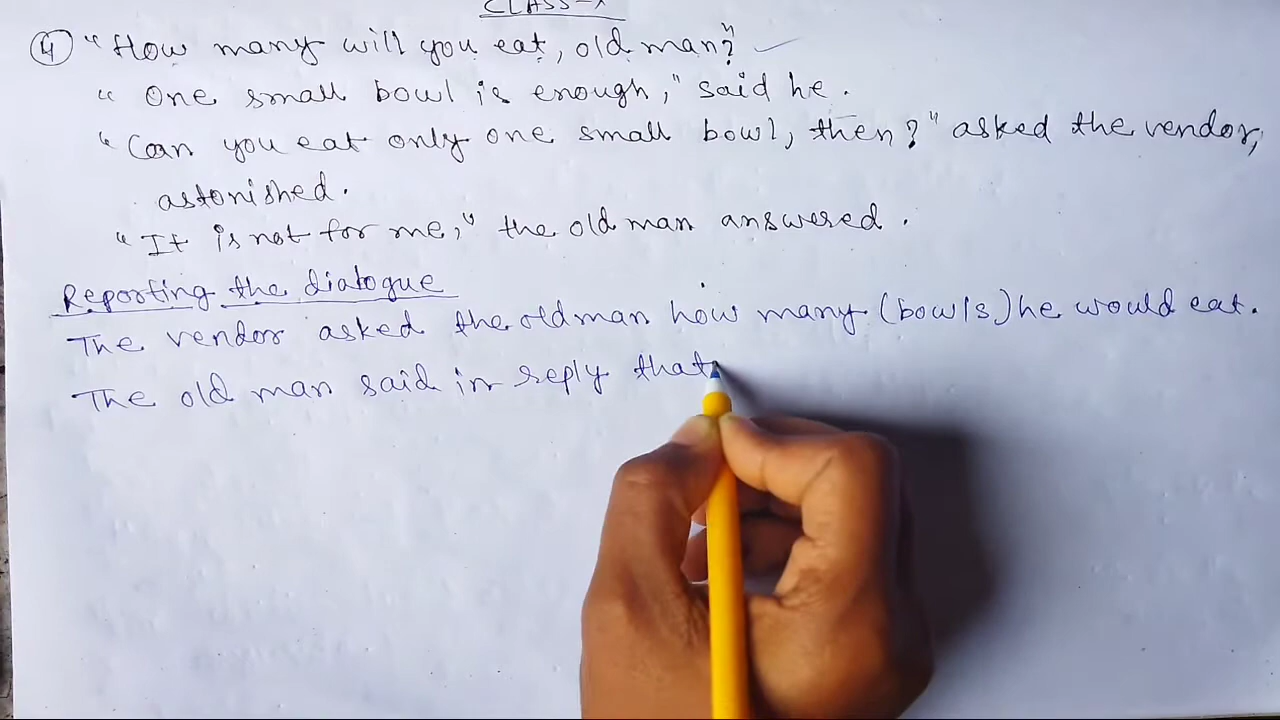 CLASS-X
④ "How many will you eat, old man?"
"One small bowl is enough," said he.
"Can you eat only one small bowl, then?" asked the vendor,
astonished.
"It is not for me," the old man answered.
Reporting the dialogue
The vendor asked the old man how many (bowls) he would eat.
The old man said in reply that